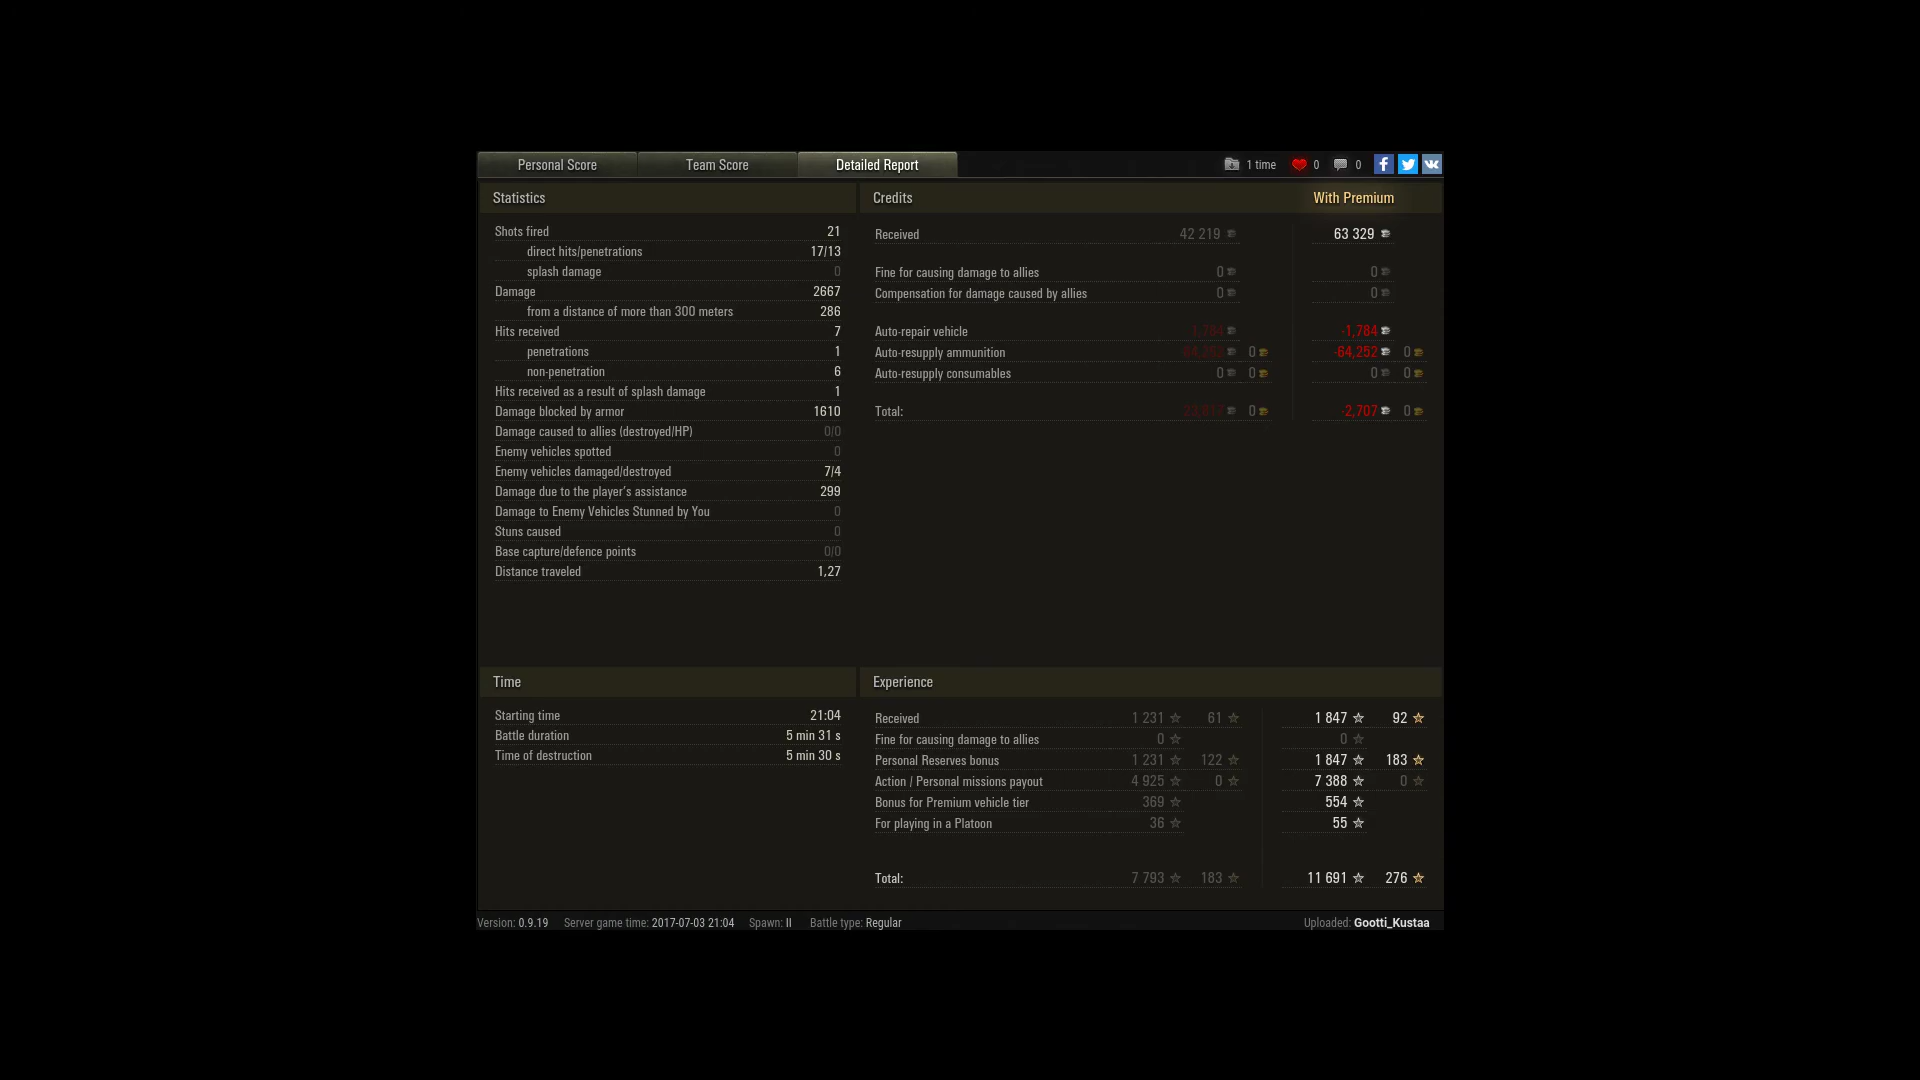 Personal Score Team Score Detailed Report 1 time 0 0
Statistics
Shots fired 21
direct hits/penetrations 17/13
splash damage 0
Damage 2667
from a distance of more than 300 meters 286
Hits received 7
penetrations 1
non-penetration 6
Hits received as a result of splash damage 1
Damage blocked by armor 1610
Damage caused to allies (destroyed/HP) 0/0
Enemy vehicles spotted 0
Enemy vehicles damaged/destroyed 7/4
Damage due to the player's assistance 299
Damage to Enemy Vehicles Stunned by You 0
Stuns caused 0
Base capture/defence points 0/0
Distance traveled 1,27
Credits With Premium
Received 42 219 63 329
Fine for causing damage to allies 0 0
Compensation for damage caused by allies 0 0
Auto-repair vehicle 1,784 -1,784
Auto-resupply ammunition 0 -64,252 0
Auto-resupply consumables 0 0 0 0
Total: 0 -2,707 0
Time
Starting time 21:04
Battle duration 5 min 31 s
Time of destruction 5 min 30 s
Experience
Received 1 231 61 1 847 92
Fine for causing damage to allies 0 0
Personal Reserves bonus 1 231 122 1 847 183
Action / Personal missions payout 4 925 0 7 388 0
Bonus for Premium vehicle tier 369 554
For playing in a Platoon 36 55
Total: 7 793 183 11 691 276
Version: 0.9.19 Server game time: 2017-07-03 21:04 Spawn: II Battle type: Regular Uploaded: Gootti_Kustaa